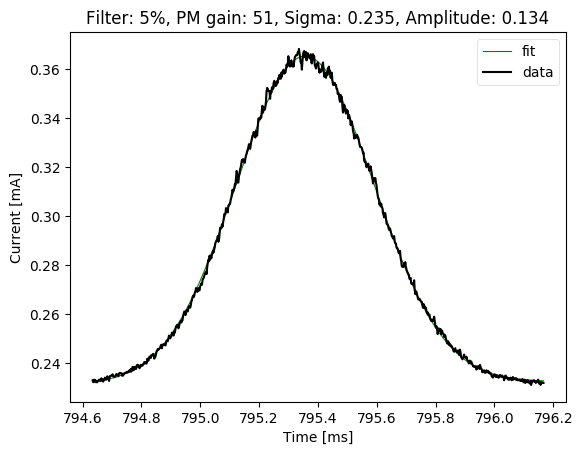 Filter: 5%, PM gain: 51, Sigma: 0.235, Amplitude: 0.134
fit
data
0.36
0.34
0.32
0.30
0.28
0.26
0.24
Current [mA]
794.6 794.8 795.0 795.2 795.4 795.6 795.8 796.0 796.2
Time [ms]